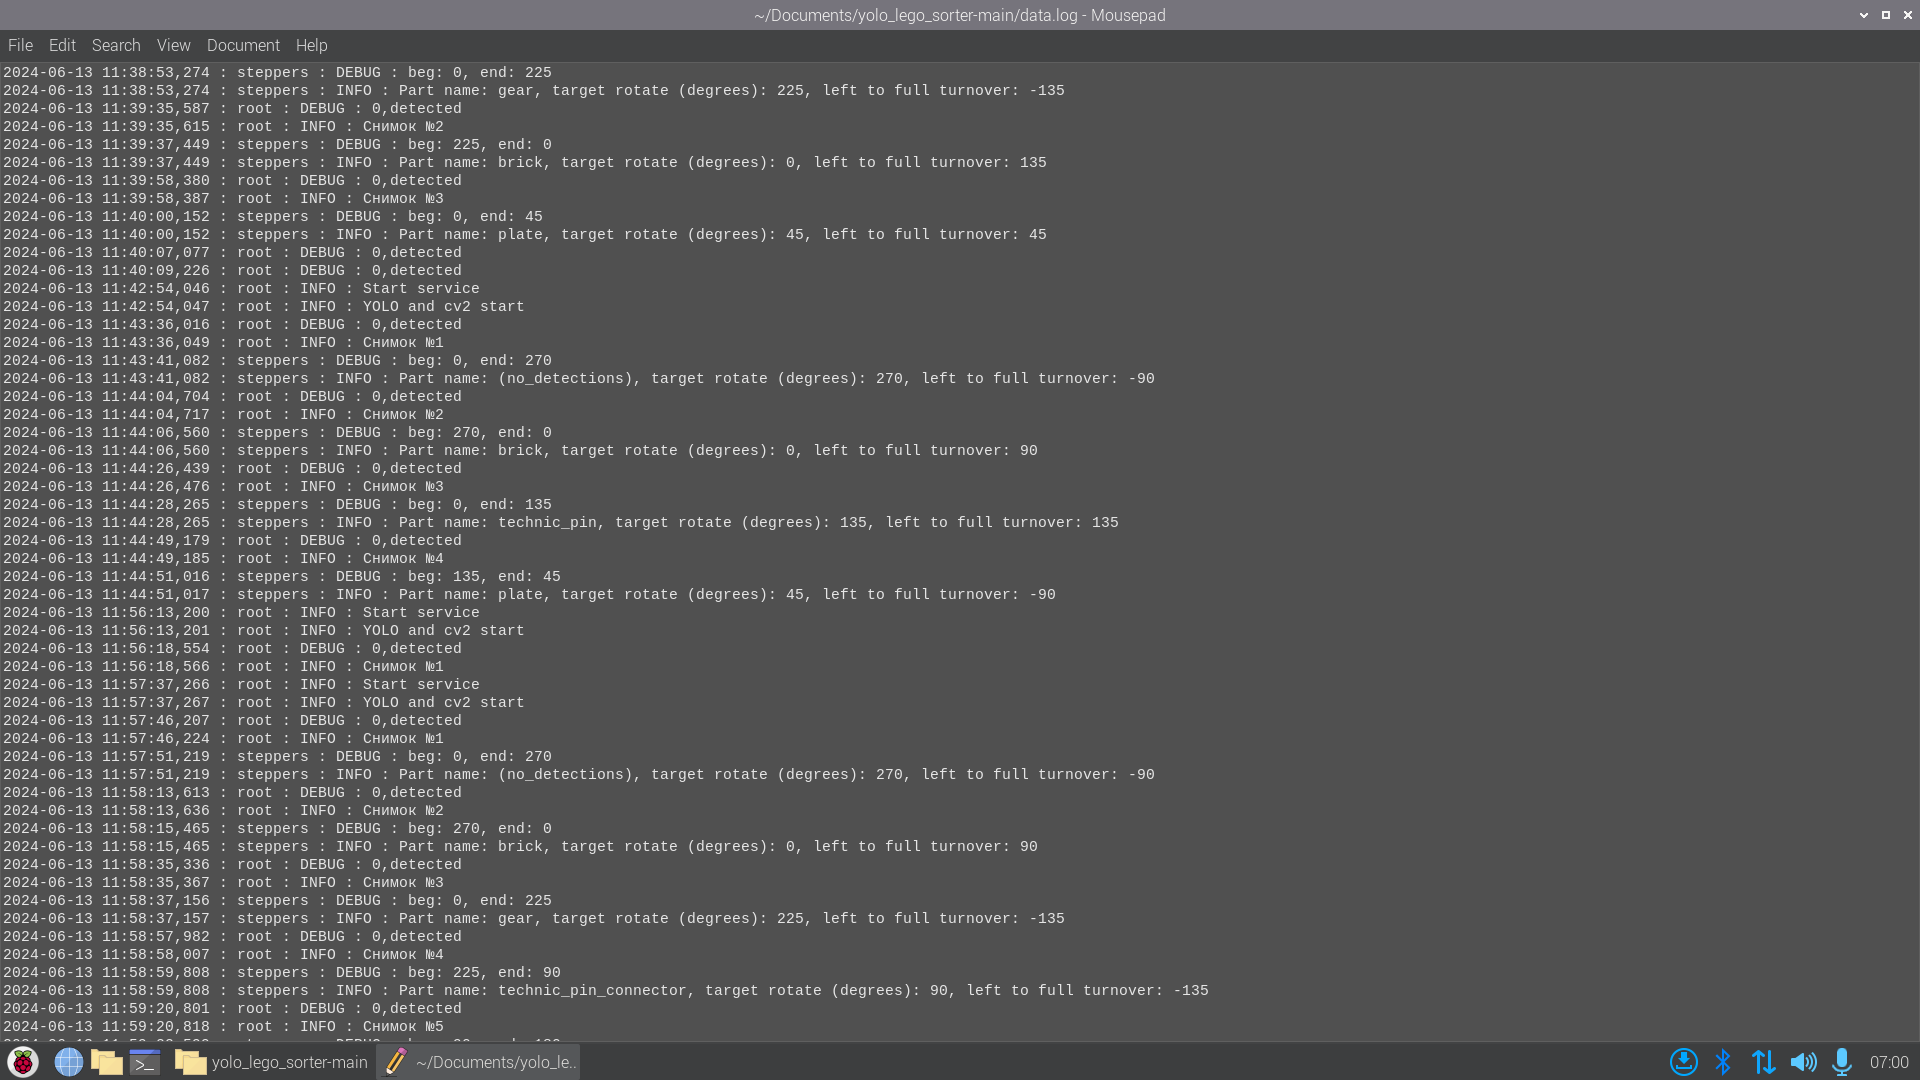 ~/Documents/yolo_lego_sorter-main/data.log - Mousepad
File Edit Search View Document Help
2024-06-13 11:38:53,274 : steppers : DEBUG : beg: 0, end: 225
2024-06-13 11:38:53,274 : steppers : INFO : Part name: gear, target rotate (degrees): 225, left to full turnover: -135
2024-06-13 11:39:35,587 : root : DEBUG : 0,detected
2024-06-13 11:39:35,615 : root : INFO : Снимок №2
2024-06-13 11:39:37,449 : steppers : DEBUG : beg: 225, end: 0
2024-06-13 11:39:37,449 : steppers : INFO : Part name: brick, target rotate (degrees): 0, left to full turnover: 135
2024-06-13 11:39:58,380 : root : DEBUG : 0,detected
2024-06-13 11:39:58,387 : root : INFO : Снимок №3
2024-06-13 11:40:00,152 : steppers : DEBUG : beg: 0, end: 45
2024-06-13 11:40:00,152 : steppers : INFO : Part name: plate, target rotate (degrees): 45, left to full turnover: 45
2024-06-13 11:40:07,077 : root : DEBUG : 0,detected
2024-06-13 11:40:09,226 : root : DEBUG : 0,detected
2024-06-13 11:42:54,046 : root : INFO : Start service
2024-06-13 11:42:54,047 : root : INFO : YOLO and cv2 start
2024-06-13 11:43:36,016 : root : DEBUG : 0,detected
2024-06-13 11:43:36,049 : root : INFO : Снимок №1
2024-06-13 11:43:41,082 : steppers : DEBUG : beg: 0, end: 270
2024-06-13 11:43:41,082 : steppers : INFO : Part name: (no_detections), target rotate (degrees): 270, left to full turnover: -90
2024-06-13 11:44:04,704 : root : DEBUG : 0,detected
2024-06-13 11:44:04,717 : root : INFO : Снимок №2
2024-06-13 11:44:06,560 : steppers : DEBUG : beg: 270, end: 0
2024-06-13 11:44:06,560 : steppers : INFO : Part name: brick, target rotate (degrees): 0, left to full turnover: 90
2024-06-13 11:44:26,439 : root : DEBUG : 0,detected
2024-06-13 11:44:26,476 : root : INFO : Снимок №3
2024-06-13 11:44:28,265 : steppers : DEBUG : beg: 0, end: 135
2024-06-13 11:44:28,265 : steppers : INFO : Part name: technic_pin, target rotate (degrees): 135, left to full turnover: 135
2024-06-13 11:44:49,179 : root : DEBUG : 0,detected
2024-06-13 11:44:49,185 : root : INFO : Снимок №4
2024-06-13 11:44:51,016 : steppers : DEBUG : beg: 135, end: 45
2024-06-13 11:44:51,017 : steppers : INFO : Part name: plate, target rotate (degrees): 45, left to full turnover: -90
2024-06-13 11:56:13,200 : root : INFO : Start service
2024-06-13 11:56:13,201 : root : INFO : YOLO and cv2 start
2024-06-13 11:56:18,554 : root : DEBUG : 0,detected
2024-06-13 11:56:18,566 : root : INFO : Снимок №1
2024-06-13 11:57:37,266 : root : INFO : Start service
2024-06-13 11:57:37,267 : root : INFO : YOLO and cv2 start
2024-06-13 11:57:46,207 : root : DEBUG : 0,detected
2024-06-13 11:57:46,224 : root : INFO : Снимок №1
2024-06-13 11:57:51,219 : steppers : DEBUG : beg: 0, end: 270
2024-06-13 11:57:51,219 : steppers : INFO : Part name: (no_detections), target rotate (degrees): 270, left to full turnover: -90
2024-06-13 11:58:13,613 : root : DEBUG : 0,detected
2024-06-13 11:58:13,636 : root : INFO : Снимок №2
2024-06-13 11:58:15,465 : steppers : DEBUG : beg: 270, end: 0
2024-06-13 11:58:15,465 : steppers : INFO : Part name: brick, target rotate (degrees): 0, left to full turnover: 90
2024-06-13 11:58:35,336 : root : DEBUG : 0,detected
2024-06-13 11:58:35,367 : root : INFO : Снимок №3
2024-06-13 11:58:37,156 : steppers : DEBUG : beg: 0, end: 225
2024-06-13 11:58:37,157 : steppers : INFO : Part name: gear, target rotate (degrees): 225, left to full turnover: -135
2024-06-13 11:58:57,982 : root : DEBUG : 0,detected
2024-06-13 11:58:58,007 : root : INFO : Снимок №4
2024-06-13 11:58:59,808 : steppers : DEBUG : beg: 225, end: 90
2024-06-13 11:58:59,808 : steppers : INFO : Part name: technic_pin_connector, target rotate (degrees): 90, left to full turnover: -135
2024-06-13 11:59:20,801 : root : DEBUG : 0,detected
2024-06-13 11:59:20,818 : root : INFO : Снимок №5
yolo_lego_sorter-main
~/Documents/yolo_le..
07:00